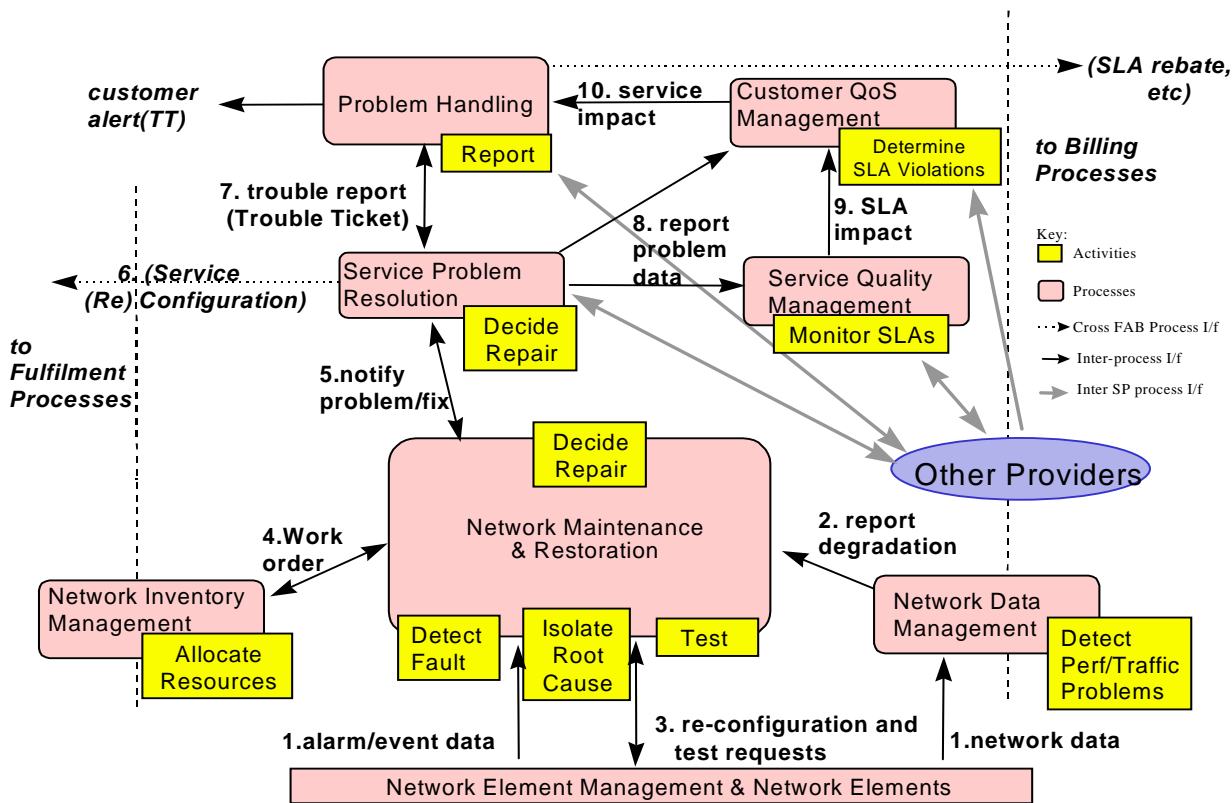 customer
alert(TT)
Problem Handling
Report
10. service
impact
Customer QoS
Management
Determine
SLA Violations
(SLA rebate,
etc)
to Billing
Processes
7. trouble report
(Trouble Ticket)
8. report
problem
data
9. SLA
impact
Key:
Activities
Processes
Cross FAB Process I/f
Inter-process I/f
Inter SP process I/f
6. (Service
(Re) Configuration)
Service Problem
Resolution
Decide
Repair
Service Quality
Management
Monitor SLAs
to
Fulfilment
Processes
5.notify
problem/fix
Decide
Repair
Other Providers
Network Maintenance
& Restoration
4.Work
order
2. report
degradation
Network Inventory
Management
Allocate
Resources
Detect
Fault
Isolate
Root
Cause
Test
Network Data
Management
Detect
Perf/Traffic
Problems
1.alarm/event data
3. re-configuration and
test requests
1.network data
Network Element Management & Network Elements